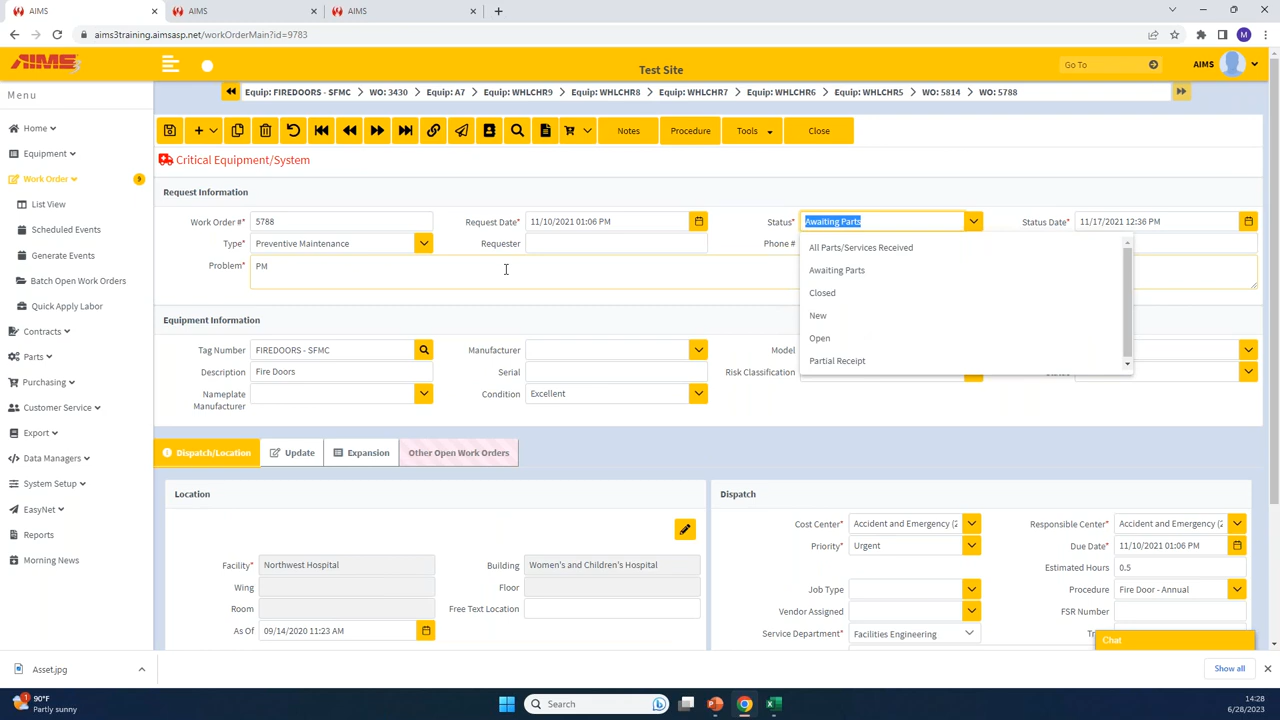 AIMS
AIMS
AIMS
aims3training.aimsasp.net/workOrderMain?id=9783
M
AIMS 3
Test Site
Go To
AIMS
Menu
Equip: FIREDOORS - SFMC > WO: 3430 > Equip: A7 > Equip: WHLCHR9 > Equip: WHLCHR8 > Equip: WHLCHR7 > Equip: WHLCHR6 > Equip: WHLCHR5 > WO: 5814 > WO: 5788
Home
Equipment
Work Order
9
List View
Scheduled Events
Generate Events
Batch Open Work Orders
Quick Apply Labor
Contracts
Parts
Purchasing
Customer Service
Export
Data Managers
System Setup
EasyNet
Reports
Morning News
Notes
Procedure
Tools
Close
Critical Equipment/System
Request Information
Work Order # 5788
Request Date* 11/10/2021 01:06 PM
Status* Awaiting Parts
Status Date* 11/17/2021 12:36 PM
Type* Preventive Maintenance
Requester
Phone #
Problem* PM
All Parts/Services Received
Awaiting Parts
Closed
New
Open
Partial Receipt
Equipment Information
Tag Number FIREDOORS - SFMC
Manufacturer
Model
Description Fire Doors
Serial
Risk Classification
Nameplate Manufacturer
Condition Excellent
Dispatch/Location
Update
Expansion
Other Open Work Orders
Location
Facility* Northwest Hospital
Building Women's and Children's Hospital
Wing
Floor
Room
Free Text Location
As Of 09/14/2020 11:23 AM
Dispatch
Cost Center* Accident and Emergency (2
Responsible Center* Accident and Emergency (2
Priority* Urgent
Due Date* 11/10/2021 01:06 PM
Estimated Hours 0.5
Job Type
Procedure Fire Door - Annual
Vendor Assigned
FSR Number
Service Department* Facilities Engineering
Chat
Asset.jpg
Show all
1
90°F
Partly sunny
Search
14:28
6/28/2023